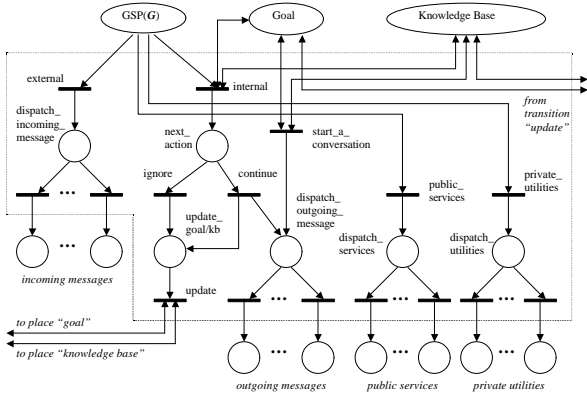 GSP(G)
Goal
Knowledge Base
external
internal
from
transition
"update"
dispatch_
incoming_
message
next_
action
start_a_
conversation
ignore
continue
public_
services
private_
utilities
update_
goal/kb
dispatch_
outgoing_
message
dispatch_
services
dispatch_
utilities
...
...
incoming messages
update
...
...
...
to place "goal"
to place "knowledge base"
...
...
...
outgoing messages
public services
private utilities